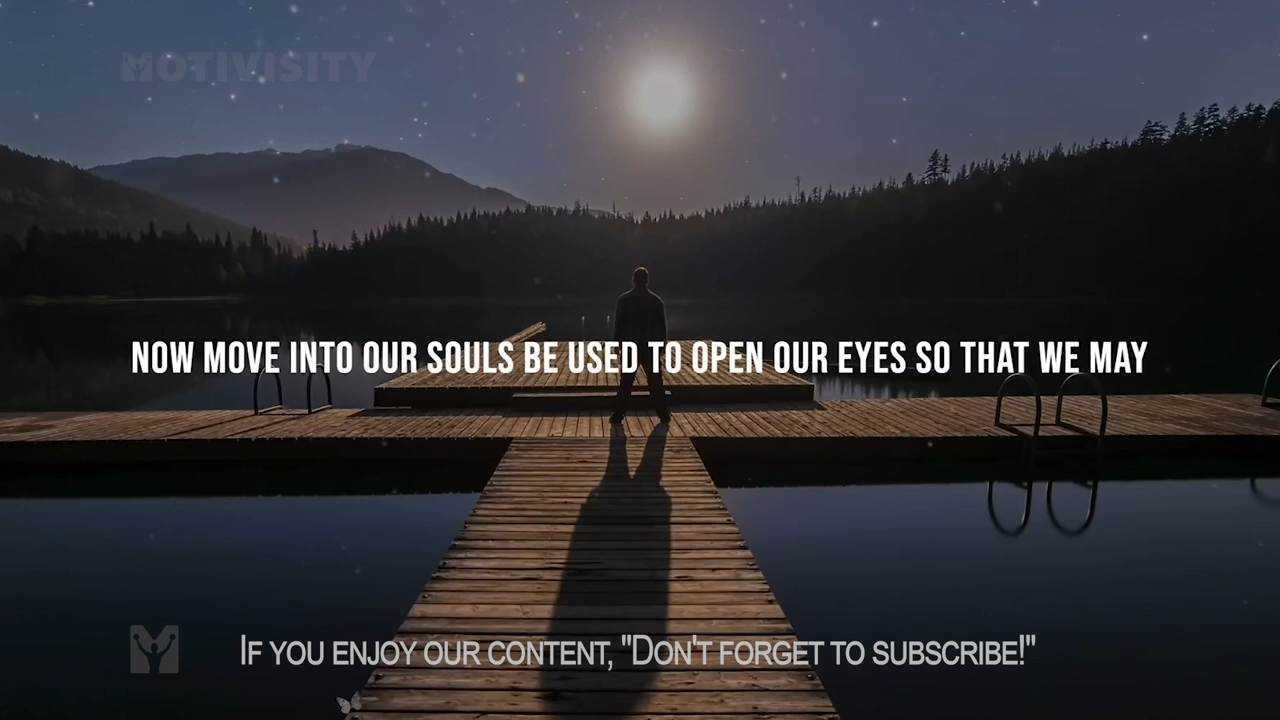 MOTIVISITY
NOW MOVE INTO OUR SOULS BE USED TO OPEN OUR EYES SO THAT WE MAY
IF YOU ENJOY OUR CONTENT, "DON'T FORGET TO SUBSCRIBE!"